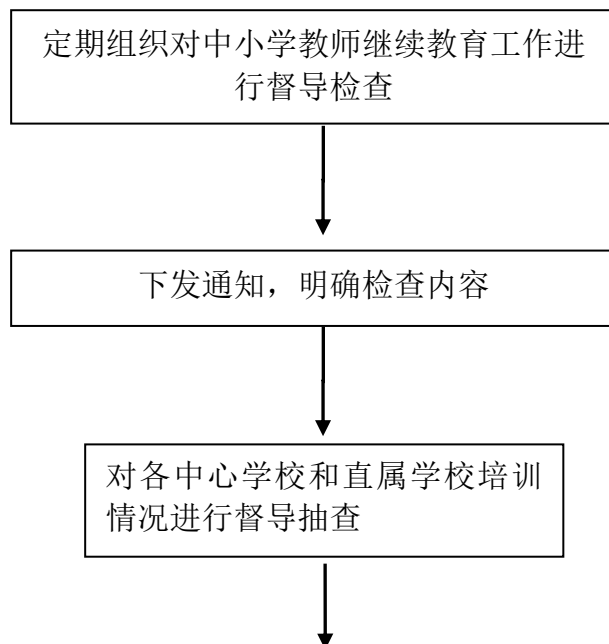 定期组织对中小学教师继续教育工作进
行督导检查
下发通知，明确检查内容
对各中心学校和直属学校培训
情况进行督导抽查